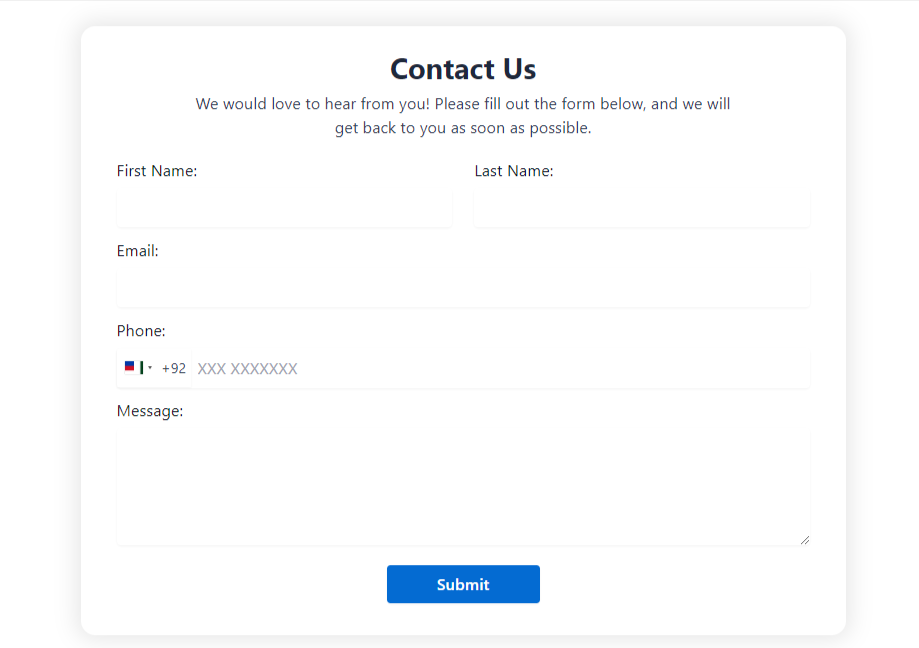 Contact Us
We would love to hear from you! Please fill out the form below, and we will
get back to you as soon as possible.
First Name:
Last Name:
Email:
Phone:
+92 XXX XXXXXXX
Message:
Submit